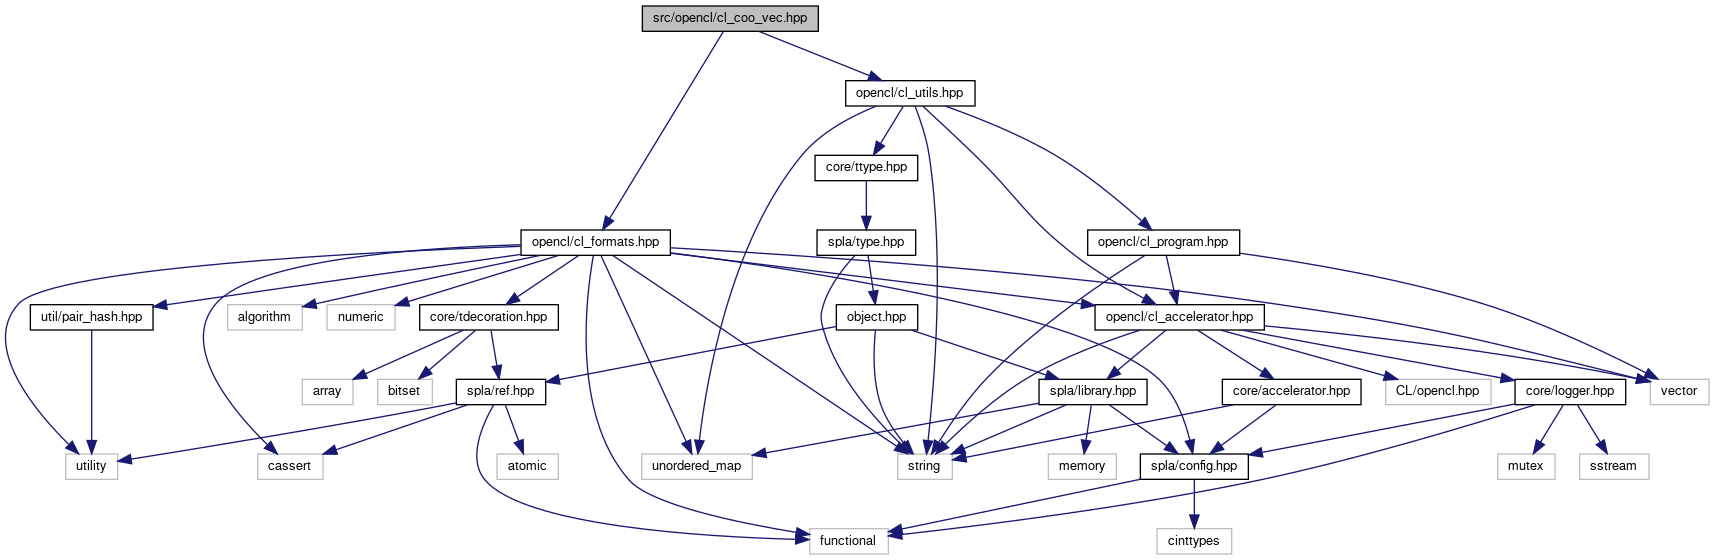 src/opencl/cl_coo_vec.hpp
opencl/cl_utils.hpp
core/ttype.hpp
opencl/cl_formats.hpp
spla/type.hpp
opencl/cl_program.hpp
util/pair_hash.hpp
algorithm
numeric
core/tdecoration.hpp
object.hpp
opencl/cl_accelerator.hpp
array
bitset
spla/ref.hpp
spla/library.hpp
core/accelerator.hpp
CL/opencl.hpp
core/logger.hpp
vector
utility
cassert
atomic
unordered_map
string
memory
spla/config.hpp
mutex
sstream
functional
cinttypes